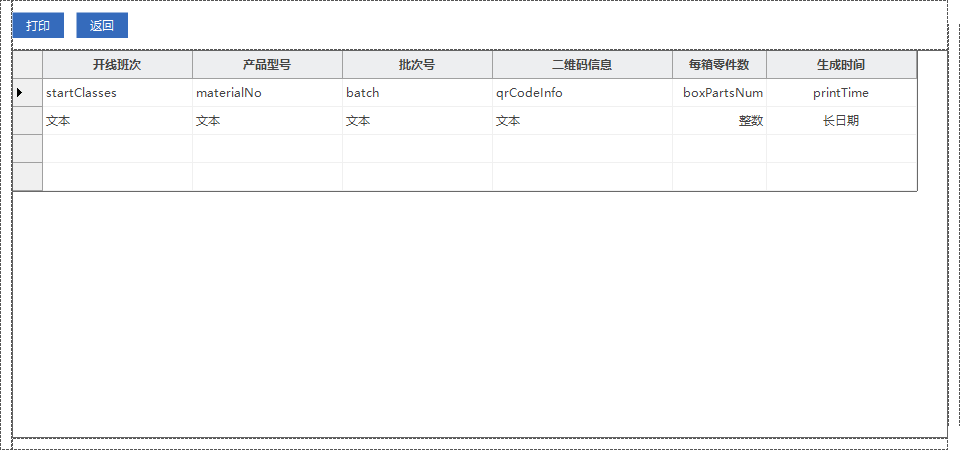 打印 返回
开线班次 产品型号 批次号 二维码信息 每箱零件数 生成时间
startClasses materialNo batch qrCodeInfo boxPartsNum printTime
文本 文本 文本 文本 整数 长日期